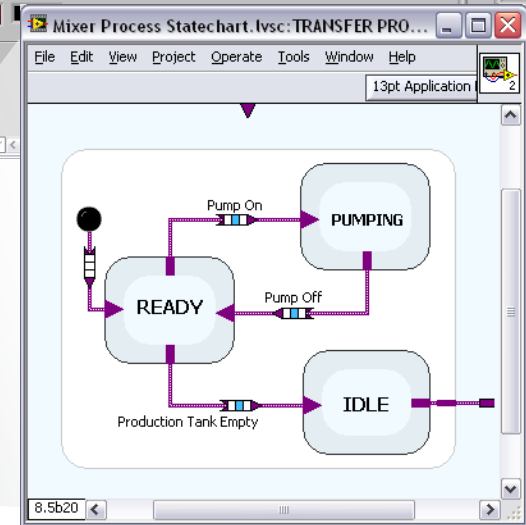 Mixer Process Statechart.lvsc:TRANSFER PRO...
File Edit View Project Operate Tools Window Help
13pt Application
2
Pump On
PUMPING
READY
Pump Off
IDLE
Production Tank Empty
8.5b20